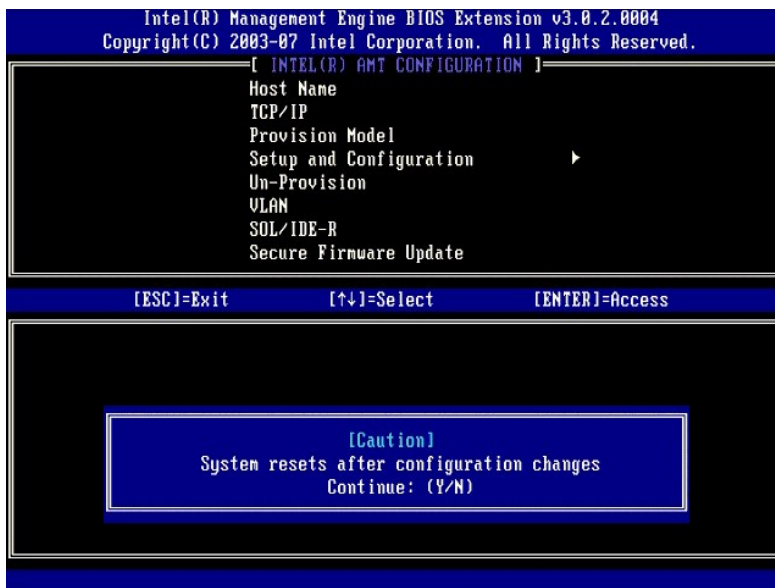 Intel(R) Management Engine BIOS Extension v3.0.2.0004
Copyright(C) 2003-07 Intel Corporation. All Rights Reserved.
[ INTEL(R) AMT CONFIGURATION ]
Host Name
TCP/IP
Provision Model
Setup and Configuration
Un-Provision
VLAN
SOL/IDE-R
Secure Firmware Update
[ESC]=Exit [↑↓]=Select [ENTER]=Access
[Caution]
System resets after configuration changes
Continue: (Y/N)